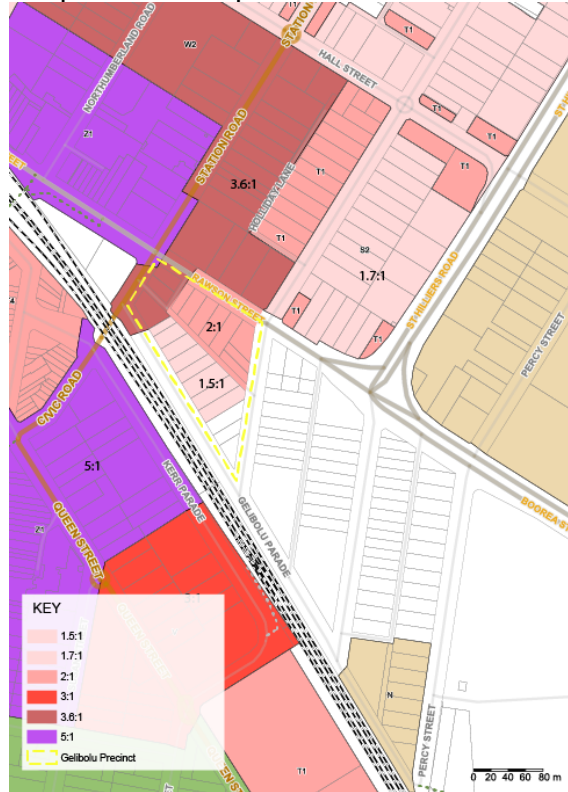 W2
STATION
T1
NORTHUMBERLAND ROAD
HALL STREET
T1
T1
Z1
STATION ROAD
T1
T1
STREET
3.6:1
HOLLIDAY LANE
T1
S2
1.7:1
ST HILLIERS ROAD
RAWSON STREET
T1
T1
2:1
PERCY STREET
1.5:1
CIVIC ROAD
5:1
KERR PARADE
Z1
QUEEN STREET
GELIBOLU PARADE
BOOREA ST
3:1
KEY
1.5:1
1.7:1
2:1
3:1
3.6:1
5:1
Gelibolu Precinct
N
T1
PERCY STREET
0 20 40 60 80 m